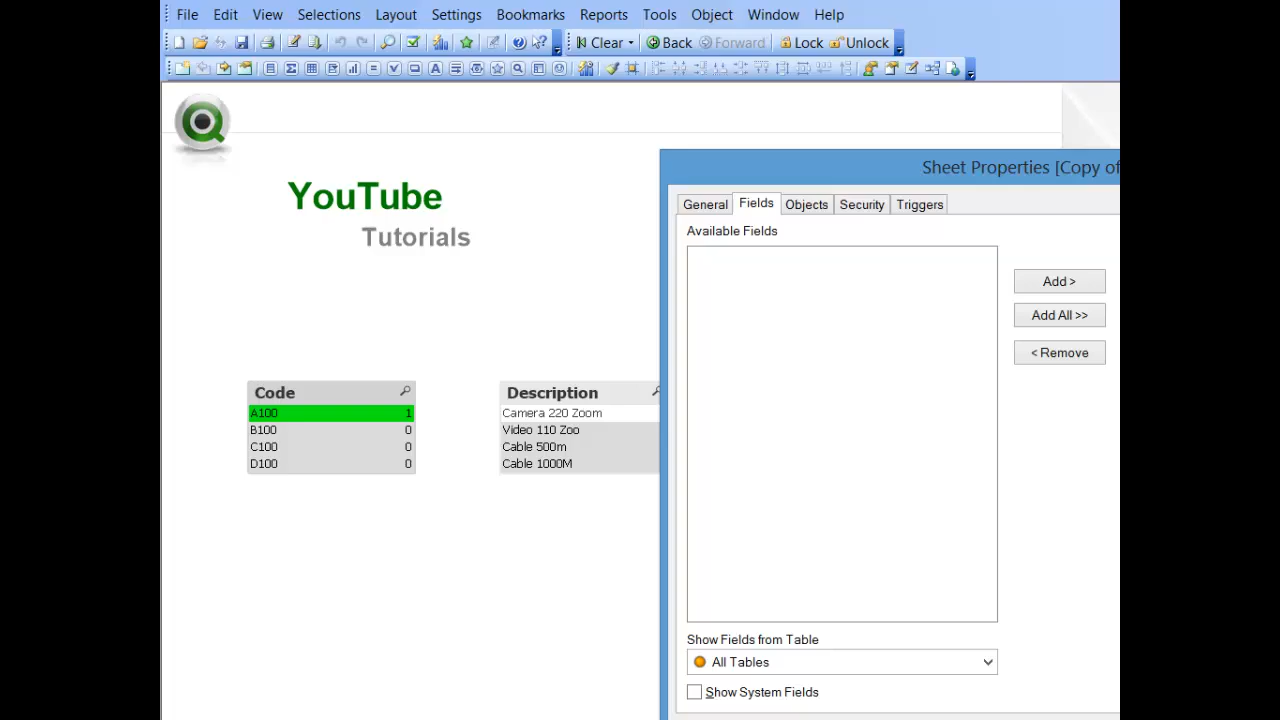 File Edit View Selections Layout Settings Bookmarks Reports Tools Object Window Help
Clear Back Forward Lock Unlock
Sheet Properties [Copy of
YouTube
Tutorials
General Fields Objects Security Triggers
Available Fields
Add >
Add All >>
< Remove
Code
A100 1
B100 0
C100 0
D100 0
Description
Camera 220 Zoom
Video 110 Zoo
Cable 500m
Cable 1000M
Show Fields from Table
All Tables
Show System Fields